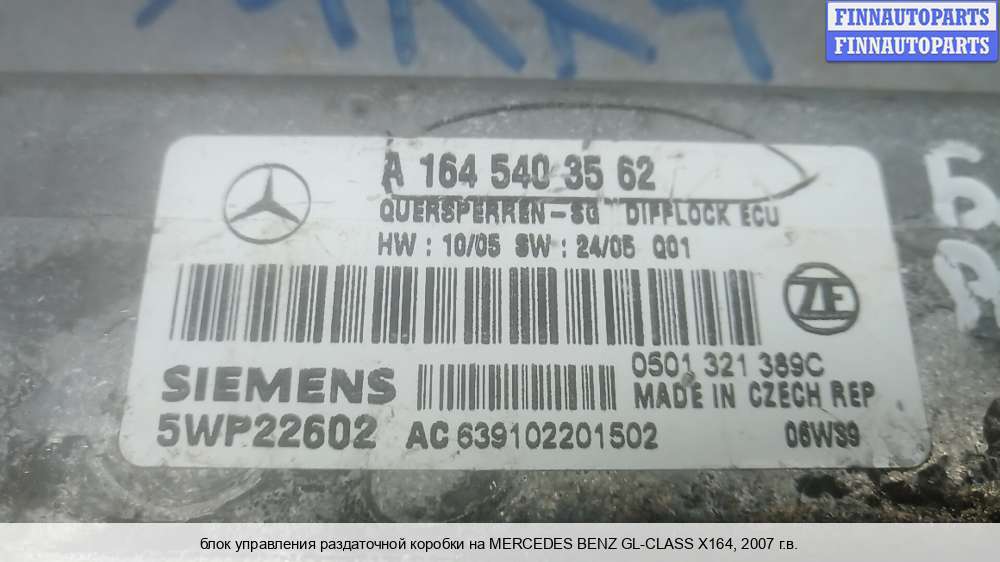 FINNAUTOPARTS
FINNAUTOPARTS
A 164 540 35 62
QUERSPERREN-SG DIFFLOCK ECU
HW : 10/05 SW : 24/05 Q01
ZF
0501 321 389C
SIEMENS
MADE IN CZECH REP
5WP22602
AC 639102201502
06W39
блок управления раздаточной коробки на MERCEDES BENZ GL-CLASS X164, 2007 г.в.